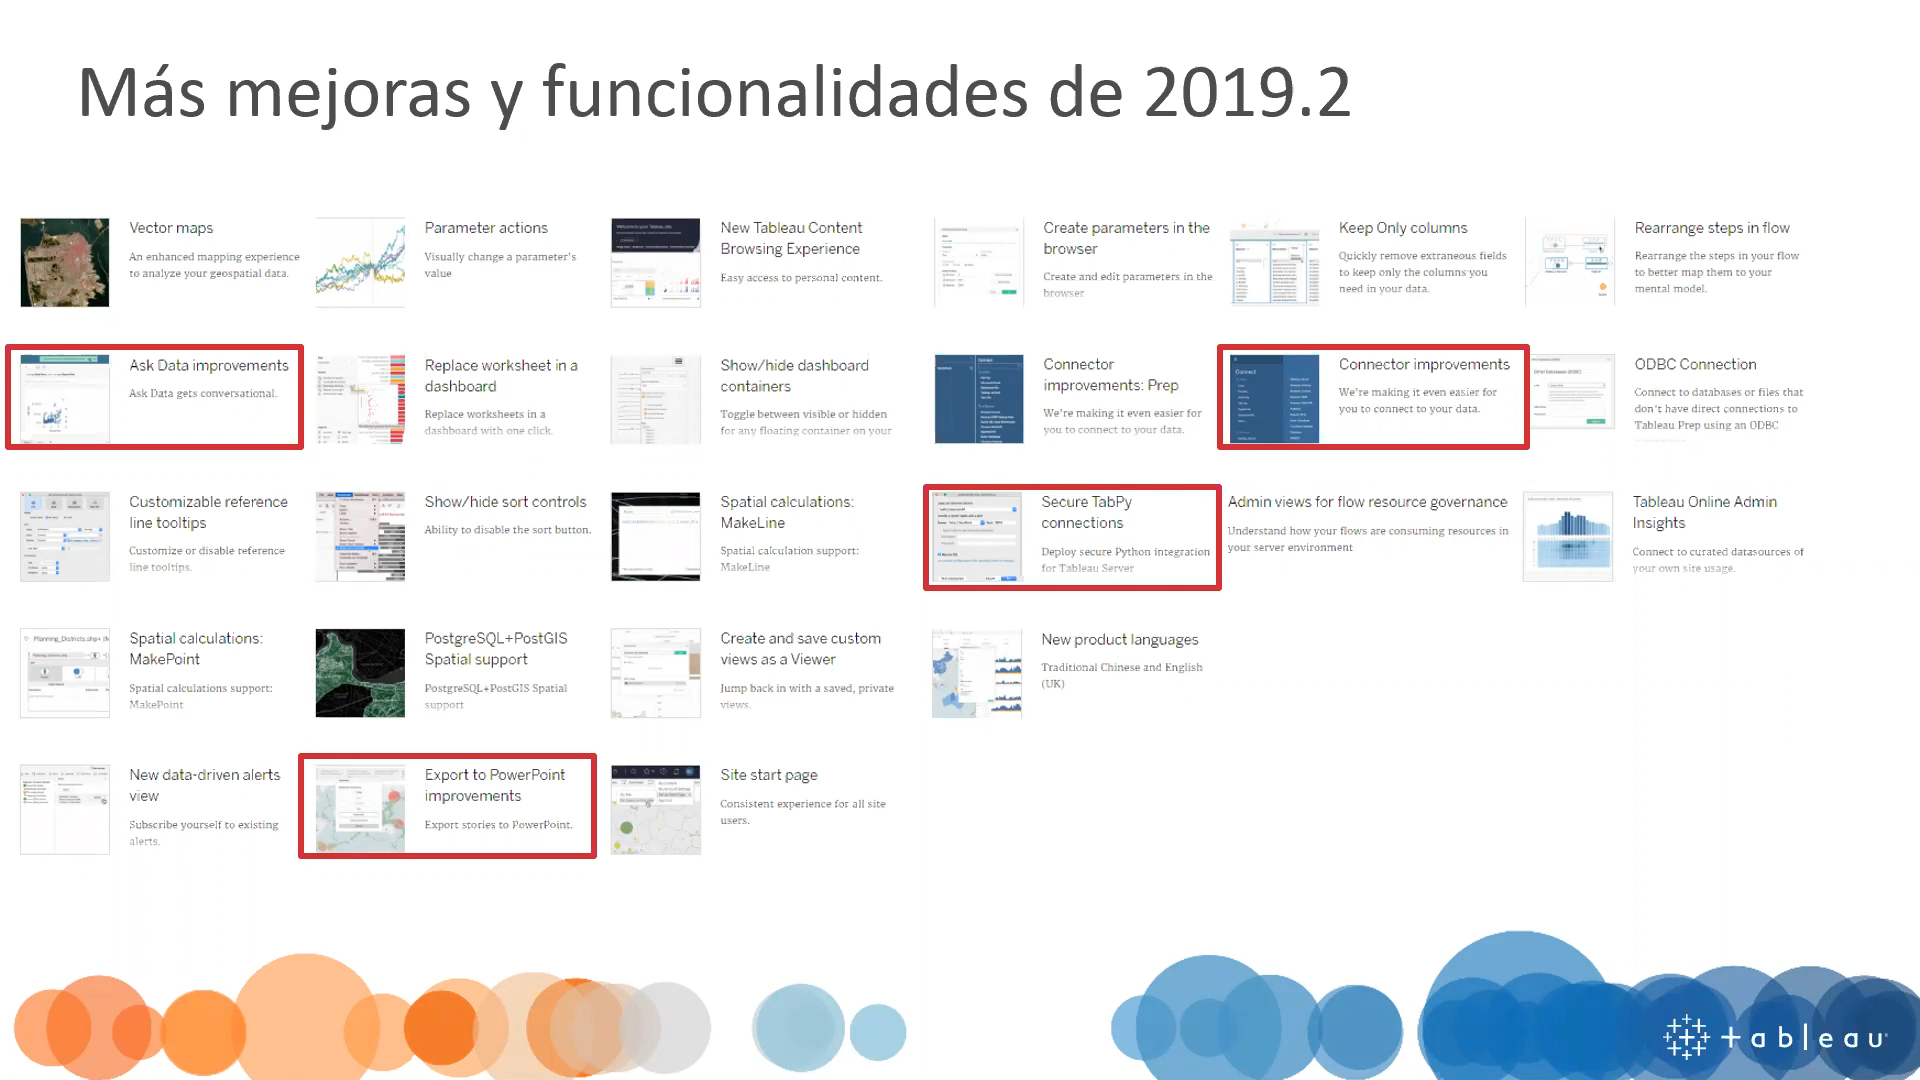 Más mejoras y funcionalidades de 2019.2
Vector maps
An enhanced mapping experience
to analyze your geospatial data.
Parameter actions
Visually change a parameter's
value
New Tableau Content
Browsing Experience
Easy access to personal content.
Create parameters in the
browser
Create and edit parameters in the
browser
Keep Only columns
Quickly remove extraneous fields
to keep only the columns you
need in your data.
Rearrange steps in flow
Rearrange the steps in your flow
to better map them to your
mental model.
Ask Data improvements
Ask Data gets conversational.
Replace worksheet in a
dashboard
Replace worksheets in a
dashboard with one click.
Show/hide dashboard
containers
Toggle between visible or hidden
for any floating container on your
Connector
improvements: Prep
We're making it even easier for
you to connect to your data.
Connector improvements
We're making it even easier for
you to connect to your data.
ODBC Connection
Connect to databases or files that
don't have direct connections to
Tableau Prep using an ODBC
Customizable reference
line tooltips
Customize or disable reference
line tooltips.
Show/hide sort controls
Ability to disable the sort button.
Spatial calculations:
MakeLine
Spatial calculation support:
MakeLine
Secure TabPy
connections
Deploy secure Python integration
for Tableau Server
Admin views for flow resource governance
Understand how your flows are consuming resources in
your server environment
Tableau Online Admin
Insights
Connect to curated datasources of
your own site usage.
Spatial calculations:
MakePoint
Spatial calculations support:
MakePoint
PostgreSQL+PostGIS
Spatial support
PostgreSQL+PostGIS Spatial
support
Create and save custom
views as a Viewer
Jump back in with a saved, private
views.
New product languages
Traditional Chinese and English
(UK)
New data-driven alerts
view
Subscribe yourself to existing
alerts.
Export to PowerPoint
improvements
Export stories to PowerPoint.
Site start page
Consistent experience for all site
users.
tableau